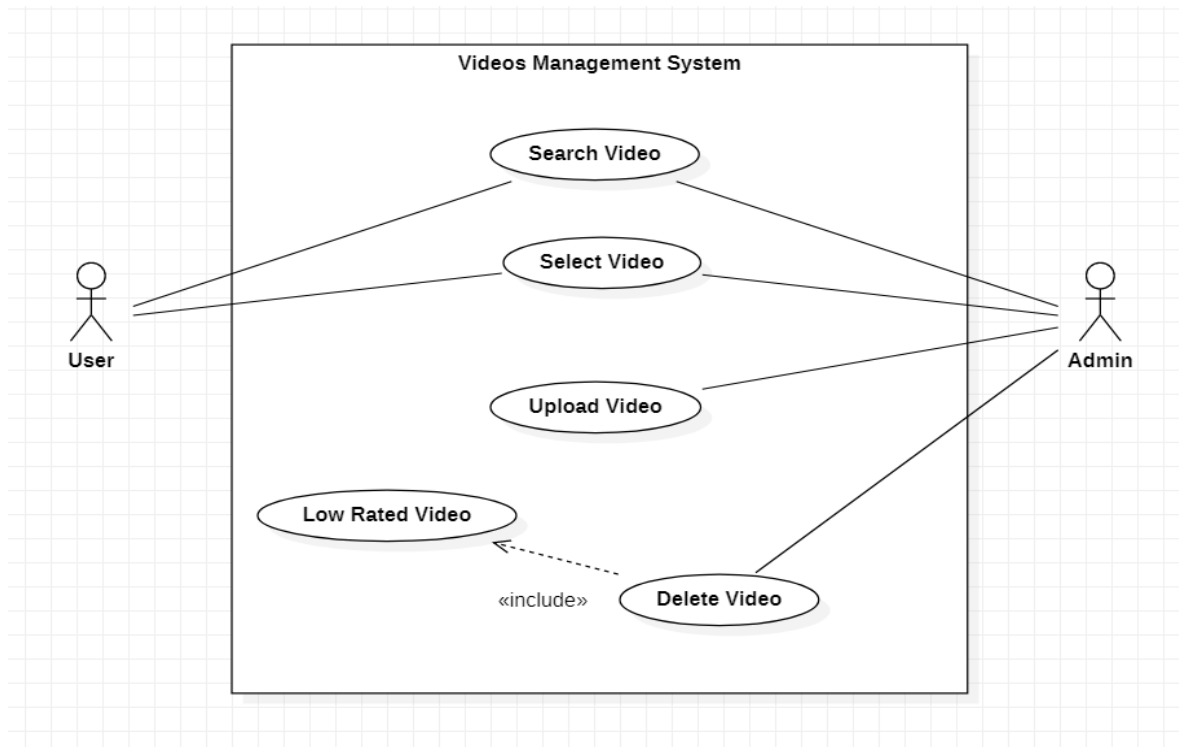 Videos Management System
Search Video
Select Video
User
Admin
Upload Video
Low Rated Video
«include»
Delete Video